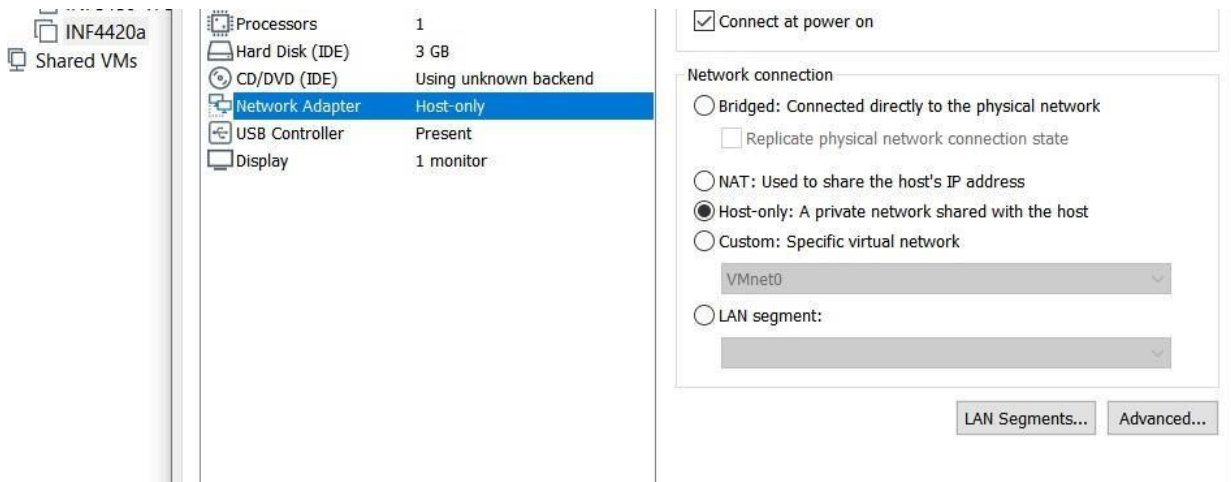 INF4420a
Shared VMs
Processors 1
Hard Disk (IDE) 3 GB
CD/DVD (IDE) Using unknown backend
Network Adapter Host-only
USB Controller Present
Display 1 monitor
Connect at power on
Network connection
Bridged: Connected directly to the physical network
Replicate physical network connection state
NAT: Used to share the host's IP address
Host-only: A private network shared with the host
Custom: Specific virtual network
VMnet0
LAN segment:
LAN Segments... Advanced...